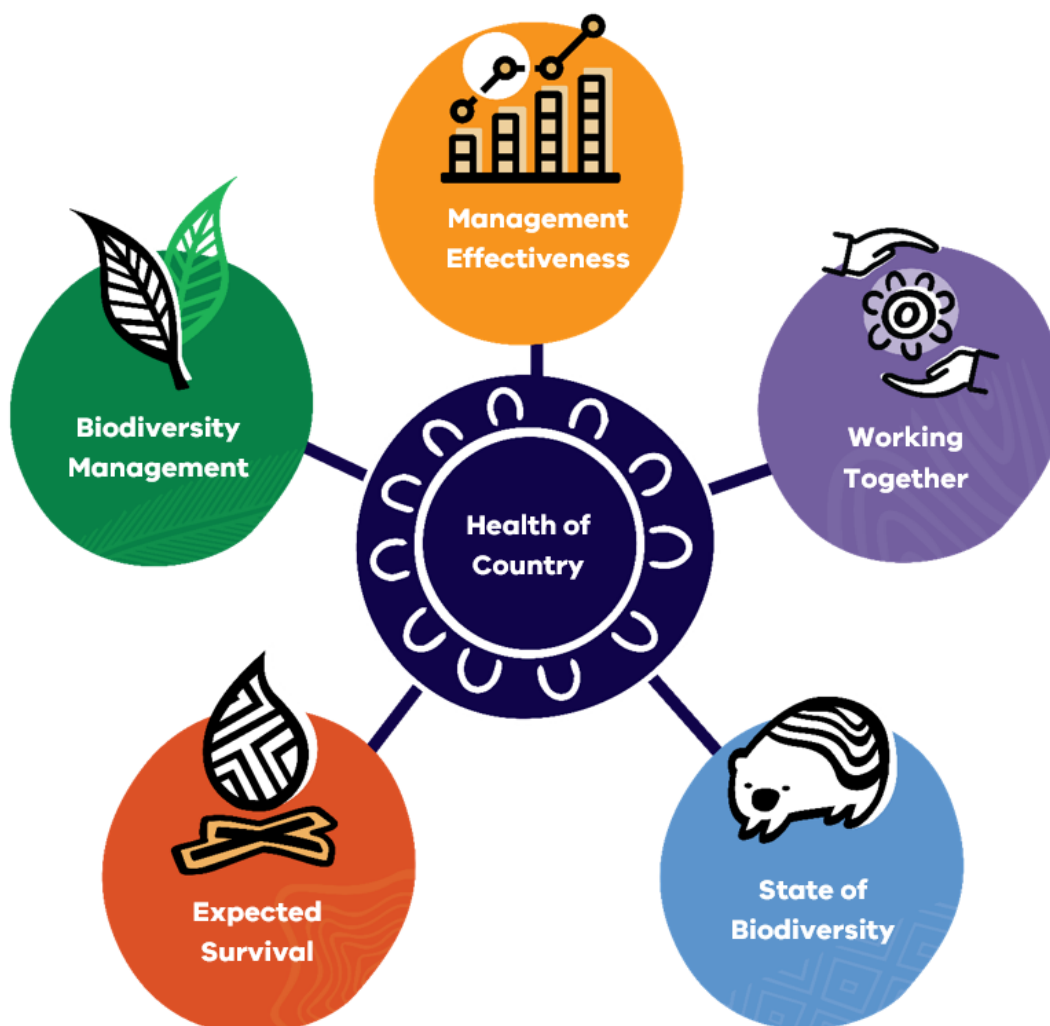 Management
Effectiveness
Biodiversity
Management
Working
Together
Health of
Country
Expected
Survival
State of
Biodiversity